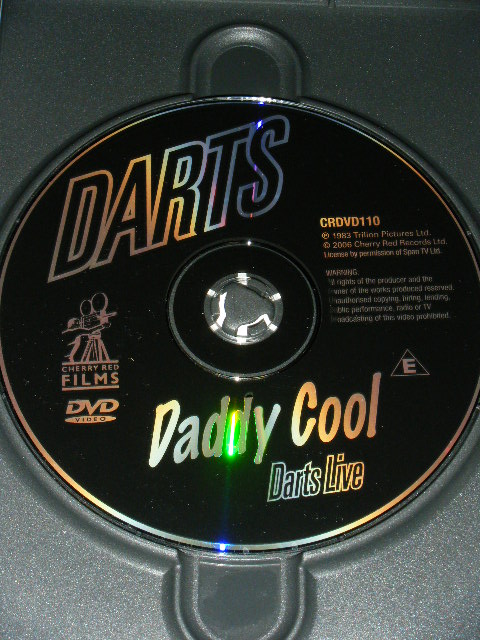 DARTS
CRDVD110
℗ 1983 Trillion Pictures Ltd.
© 2006 Cherry Red Records Ltd.
License by permission of Span TV Ltd.
WARNING:
All rights of the producer and the
owner of the works produced reserved.
Unauthorised copying, hiring, lending,
public performance, radio or TV
broadcasting of this video prohibited.
CHERRY RED
FILMS
DVD
VIDEO
E
Daddy Cool
Darts Live